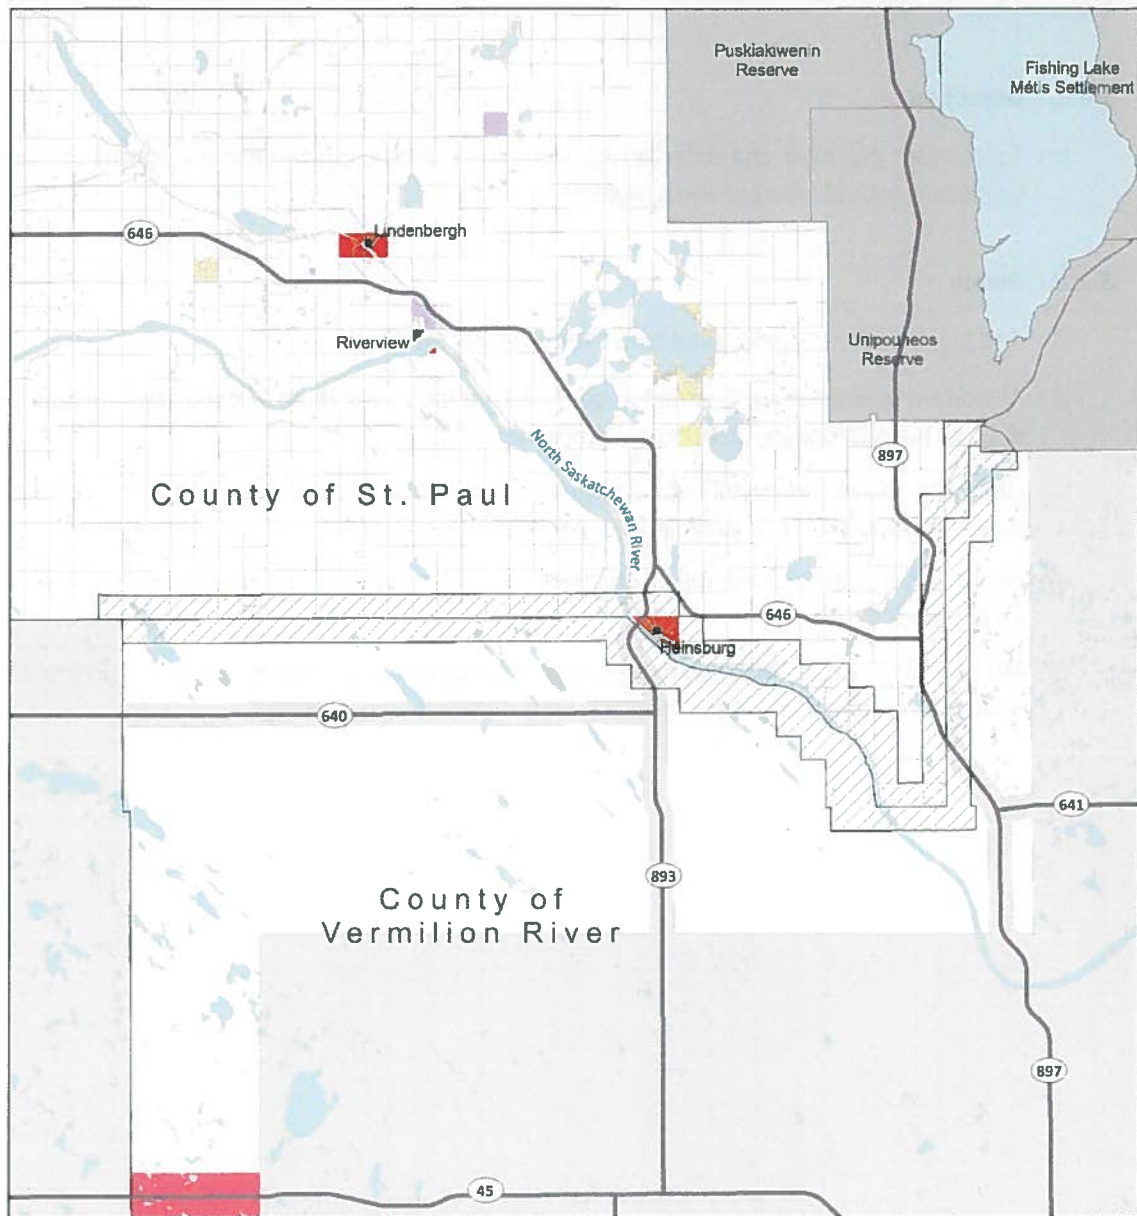 Puskiakiwenin
Reserve
Fishing Lake
Métis Settlement
646
Lindenbergh
Riverview
Unipouheos
Reserve
North Saskatchewan River
897
County of St. Paul
646
Heinsburg
640
641
893
County of
Vermilion River
897
45